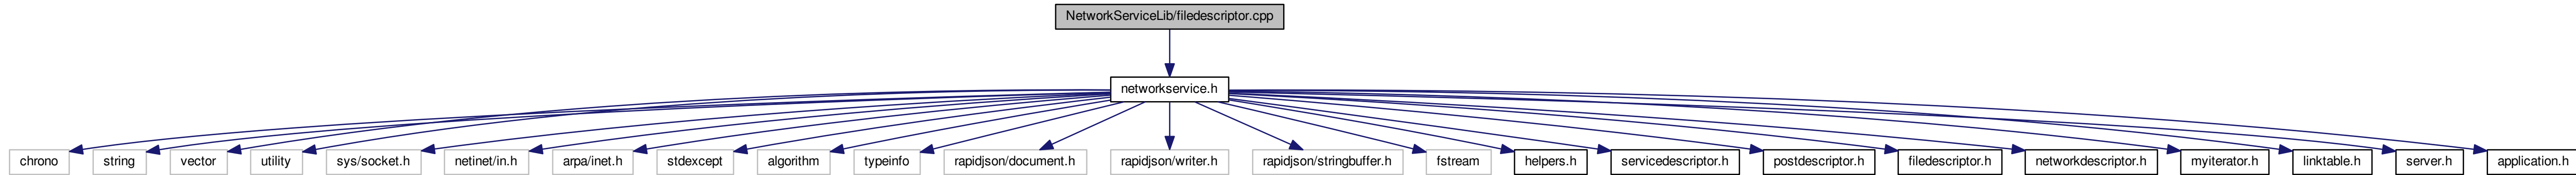 NetworkServiceLib/filedescriptor.cpp
networkservice.h
chrono
string
vector
utility
sys/socket.h
netinet/in.h
arpa/inet.h
stdexcept
algorithm
typeinfo
rapidjson/document.h
rapidjson/writer.h
rapidjson/stringbuffer.h
fstream
helpers.h
servicedescriptor.h
postdescriptor.h
filedescriptor.h
networkdescriptor.h
myiterator.h
linktable.h
server.h
application.h